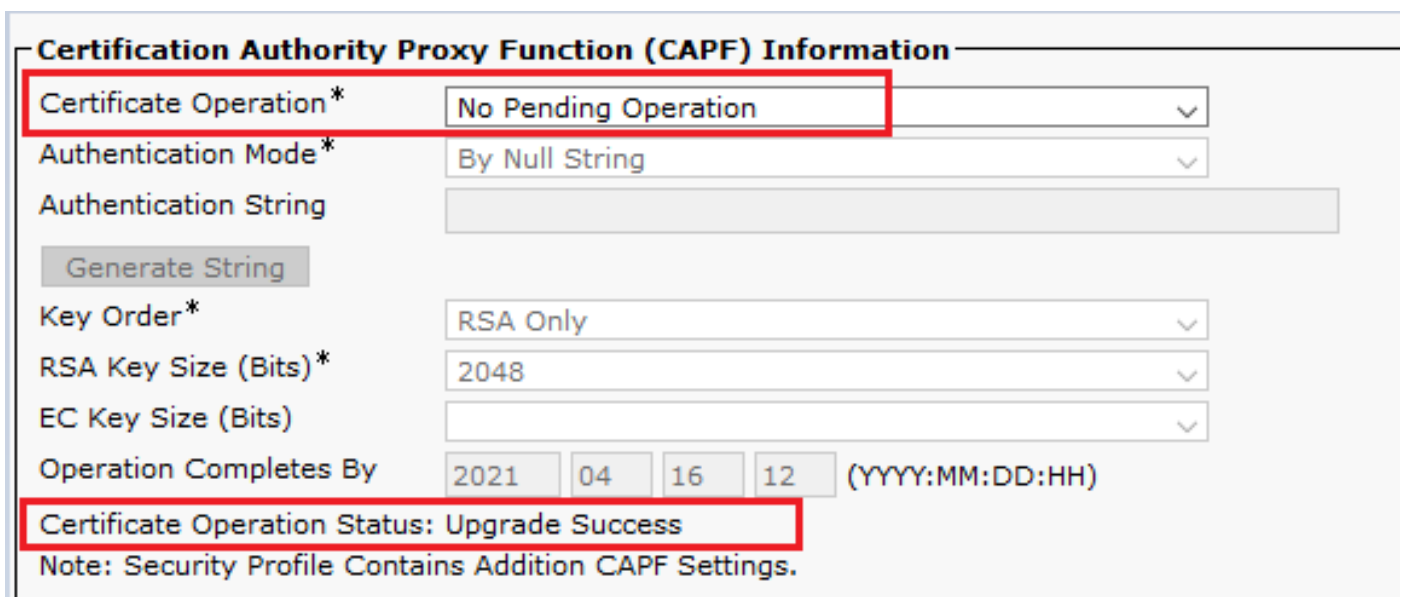 Certification Authority Proxy Function (CAPF) Information
Certificate Operation* No Pending Operation
Authentication Mode* By Null String
Authentication String
Generate String
Key Order* RSA Only
RSA Key Size (Bits)* 2048
EC Key Size (Bits)
Operation Completes By 2021 04 16 12 (YYYY:MM:DD:HH)
Certificate Operation Status: Upgrade Success
Note: Security Profile Contains Addition CAPF Settings.